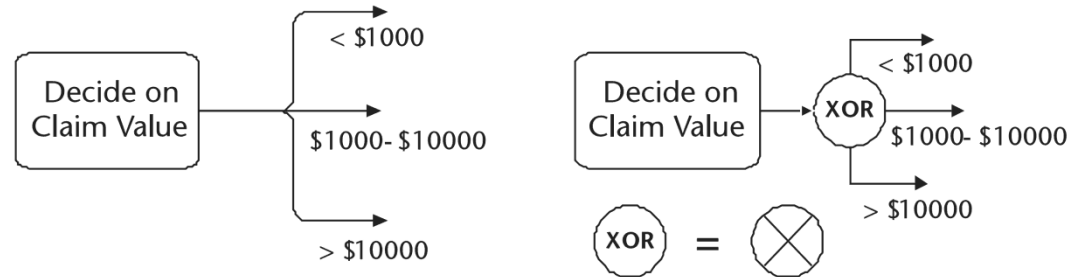 Decide on
Claim Value
< $1000
$1000- $10000
> $10000
Decide on
Claim Value
XOR
< $1000
$1000- $10000
> $10000
XOR =